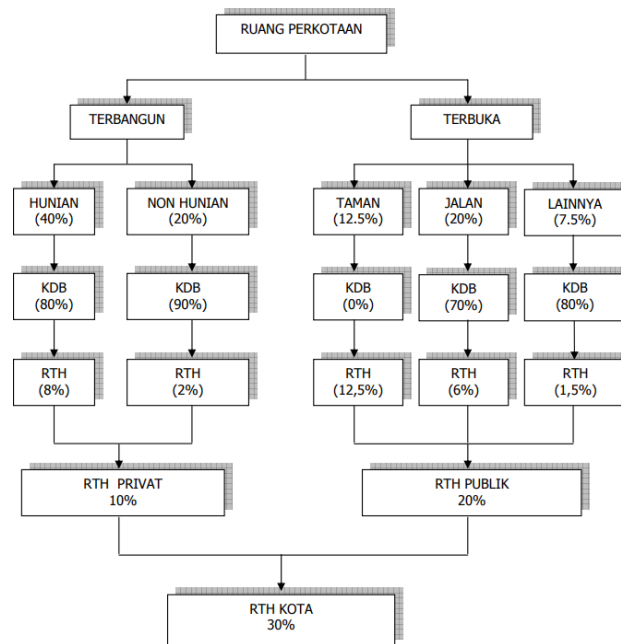 RUANG PERKOTAAN
TERBANGUN
TERBUKA
HUNIAN
(40%)
NON HUNIAN
(20%)
TAMAN
(12.5%)
JALAN
(20%)
LAINNYA
(7.5%)
KDB
(80%)
KDB
(90%)
KDB
(0%)
KDB
(70%)
KDB
(80%)
RTH
(8%)
RTH
(2%)
RTH
(12,5%)
RTH
(6%)
RTH
(1,5%)
RTH PRIVAT
10%
RTH PUBLIK
20%
RTH KOTA
30%